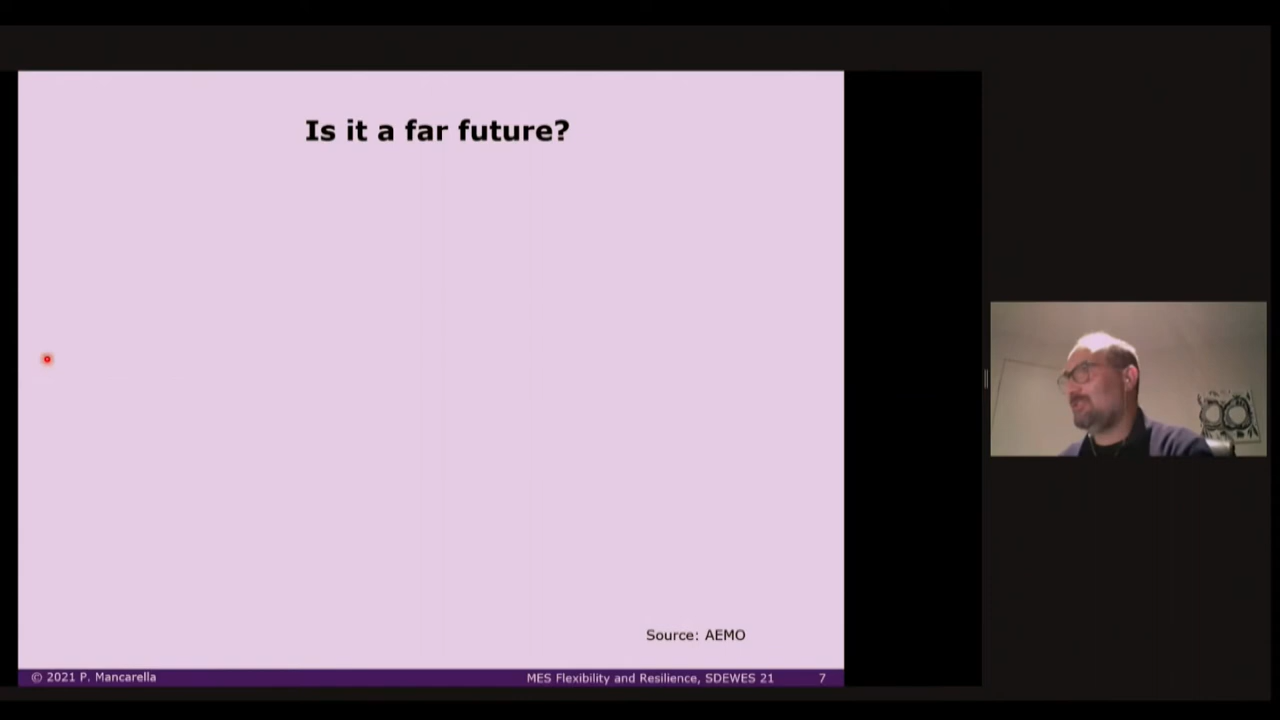 Is it a far future?
Source: AEMO
© 2021 P. Mancarella
MES Flexibility and Resilience, SDEWES 21
7